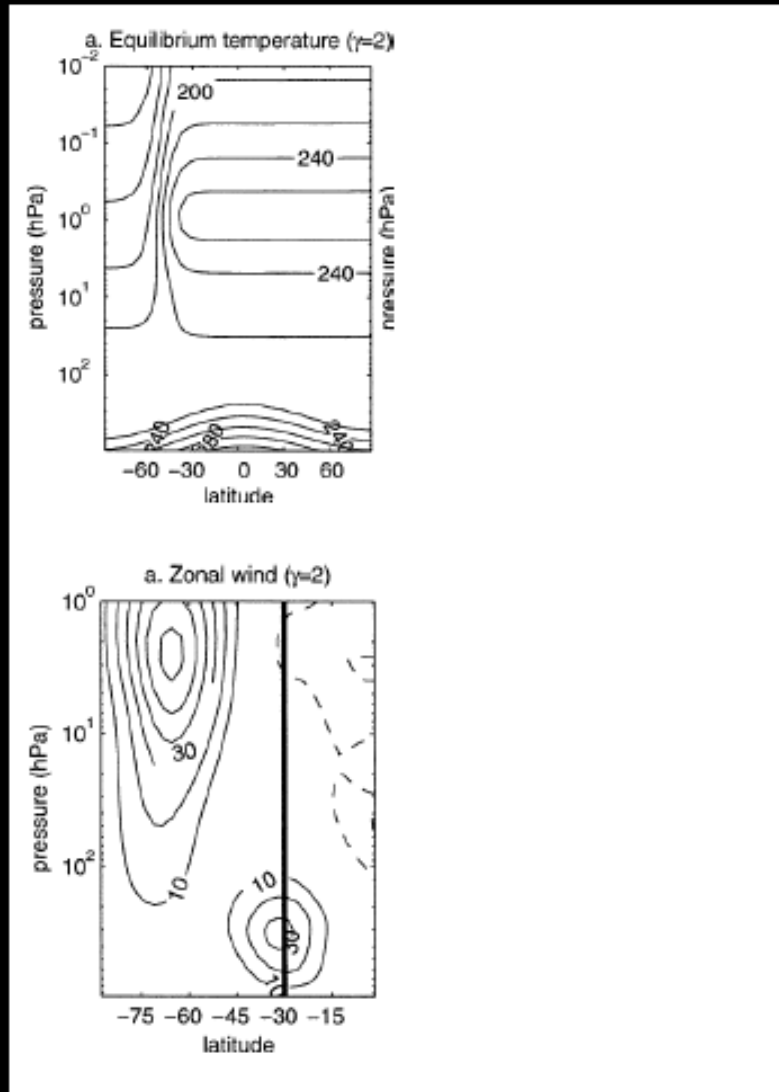 a. Equilibrium temperature (γ=2)
10⁻²
200
10⁻¹
240
pressure (hPa)
10⁰
pressure (hPa)
240
10¹
10²
240
280
240
−60 −30 0 30 60
latitude
a. Zonal wind (γ=2)
10⁰
10¹
30
pressure (hPa)
10²
10
10
30
10
−75 −60 −45 −30 −15
latitude